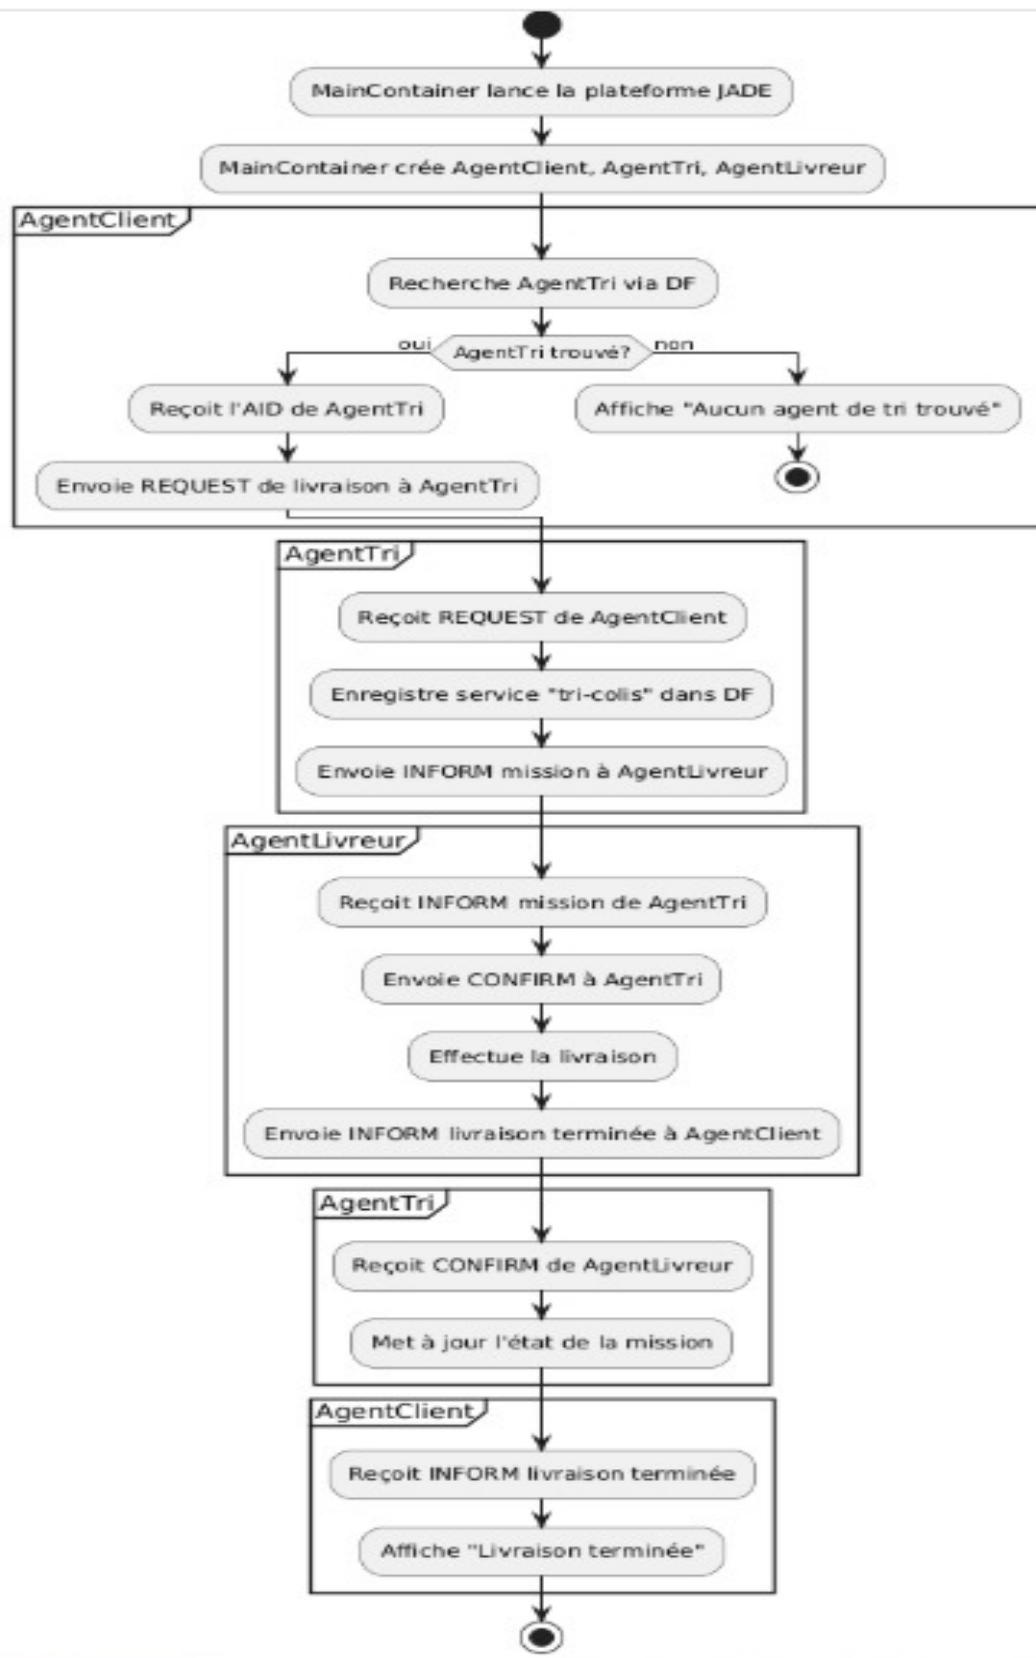 MainContainer lance la plateforme JADE
MainContainer crée AgentClient, AgentTri, AgentLivreur
AgentClient
Recherche AgentTri via DF
oui
AgentTri trouvé?
non
Reçoit l'AID de AgentTri
Affiche "Aucun agent de tri trouvé"
Envoie REQUEST de livraison à AgentTri
AgentTri
Reçoit REQUEST de AgentClient
Enregistre service "tri-colis" dans DF
Envoie INFORM mission à AgentLivreur
AgentLivreur
Reçoit INFORM mission de AgentTri
Envoie CONFIRM à AgentTri
Effectue la livraison
Envoie INFORM livraison terminée à AgentClient
AgentTri
Reçoit CONFIRM de AgentLivreur
Met à jour l'état de la mission
AgentClient
Reçoit INFORM livraison terminée
Affiche "Livraison terminée"